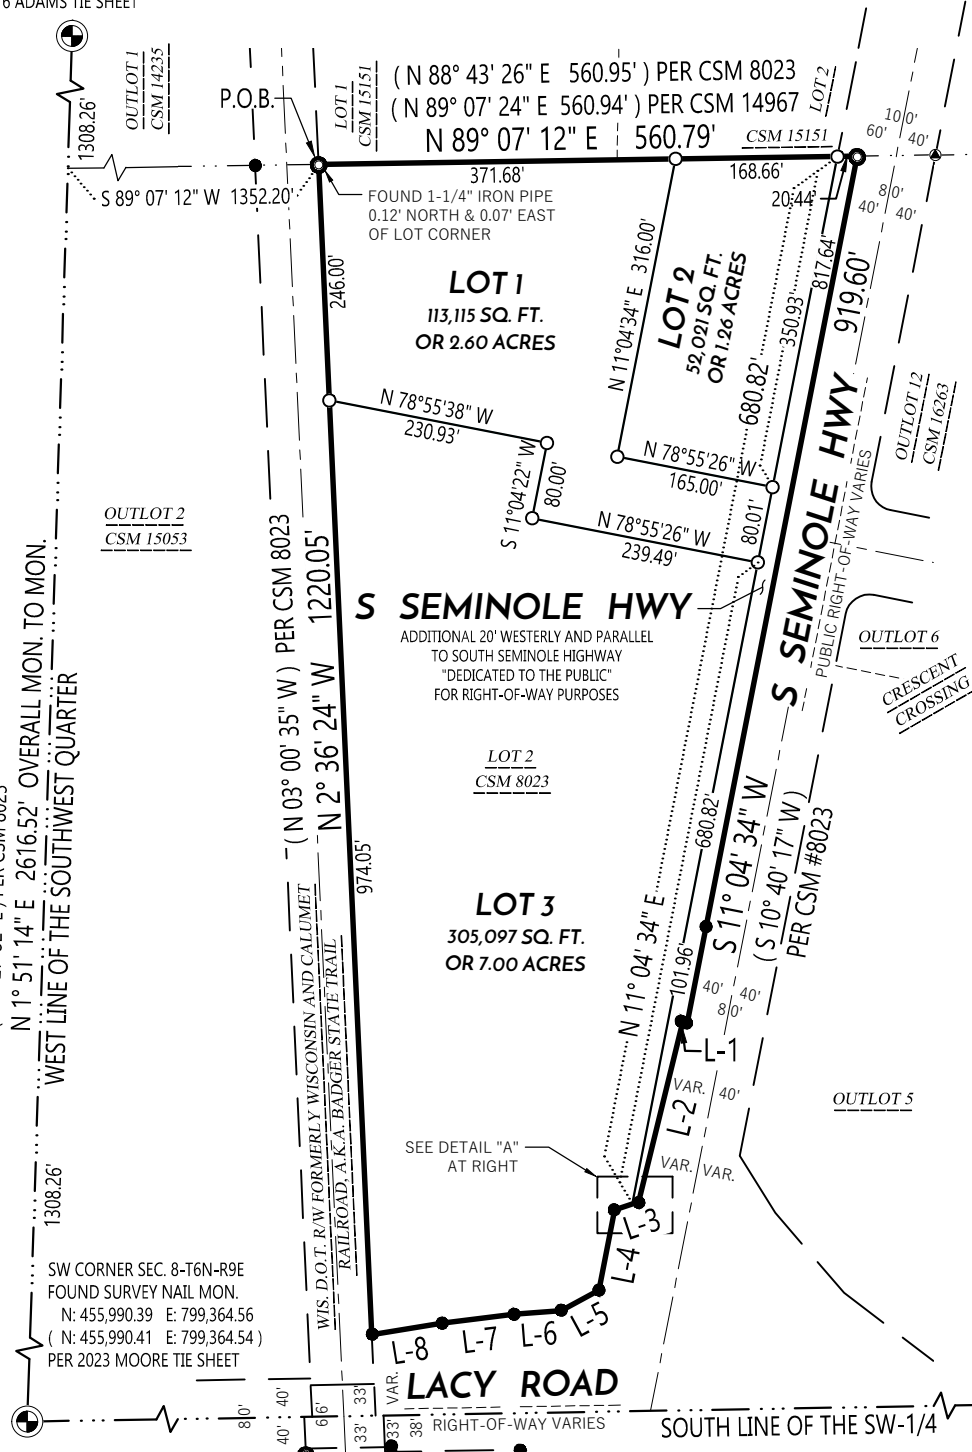 6 ADAMS TIE SHEET
OUTLOT 1
CSM 14235
1308.26'
P.O.B.
LOT 1
CSM 15151
( N 88° 43' 26" E 560.95' ) PER CSM 8023
( N 89° 07' 24" E 560.94' ) PER CSM 14967
N 89° 07' 12" E 560.79'
LOT 2
CSM 15151
100'
60'
40'
371.68'
168.66'
20.44'
80'
40'
40'
S 89° 07' 12" W 1352.20'
FOUND 1-1/4" IRON PIPE
0.12' NORTH & 0.07' EAST
OF LOT CORNER
246.00'
LOT 1
113,115 SQ. FT.
OR 2.60 ACRES
N 11°04'34" E 316.00'
LOT 2
52,021 SQ. FT.
OR 1.26 ACRES
350.93'
817.64'
919.60'
680.82'
N 78°55'38" W
230.93'
S 11°04'22" W
80.00'
N 78°55'26" W
165.00'
N 78°55'26" W
239.49'
80.01'
OUTLOT 12
CSM 16263
S SEMINOLE HWY
PUBLIC RIGHT-OF-WAY VARIES
OUTLOT 2
CSM 15053
( N 03° 00' 35" W ) PER CSM 8023
N 2° 36' 24" W 1220.05'
S SEMINOLE HWY
ADDITIONAL 20' WESTERLY AND PARALLEL
TO SOUTH SEMINOLE HIGHWAY
"DEDICATED TO THE PUBLIC"
FOR RIGHT-OF-WAY PURPOSES
OUTLOT 6
CRESCENT
CROSSING
LOT 2
CSM 8023
N 1° 51' 14" E 2616.52' OVERALL MON. TO MON.
WEST LINE OF THE SOUTHWEST QUARTER
974.05'
680.82'
S 11° 04' 34" W
( S 10° 40' 17" W )
PER CSM #8023
LOT 3
305,097 SQ. FT.
OR 7.00 ACRES
N 11° 04' 34" E
101.96'
40'
40'
80'
WIS. D.O.T. R/W FORMERLY WISCONSIN AND CALUMET
RAILROAD, A.K.A. BADGER STATE TRAIL
L-1
VAR.
40'
L-2
OUTLOT 5
SEE DETAIL "A"
AT RIGHT
VAR.
VAR.
L-3
L-4
1308.26'
SW CORNER SEC. 8-T6N-R9E
FOUND SURVEY NAIL MON.
N: 455,990.39 E: 799,364.56
( N: 455,990.41 E: 799,364.54 )
PER 2023 MOORE TIE SHEET
L-5
L-6
L-7
L-8
80'
40'
40'
66'
33'
33'
VAR.
33'
38'
LACY ROAD
RIGHT-OF-WAY VARIES
SOUTH LINE OF THE SW-1/4